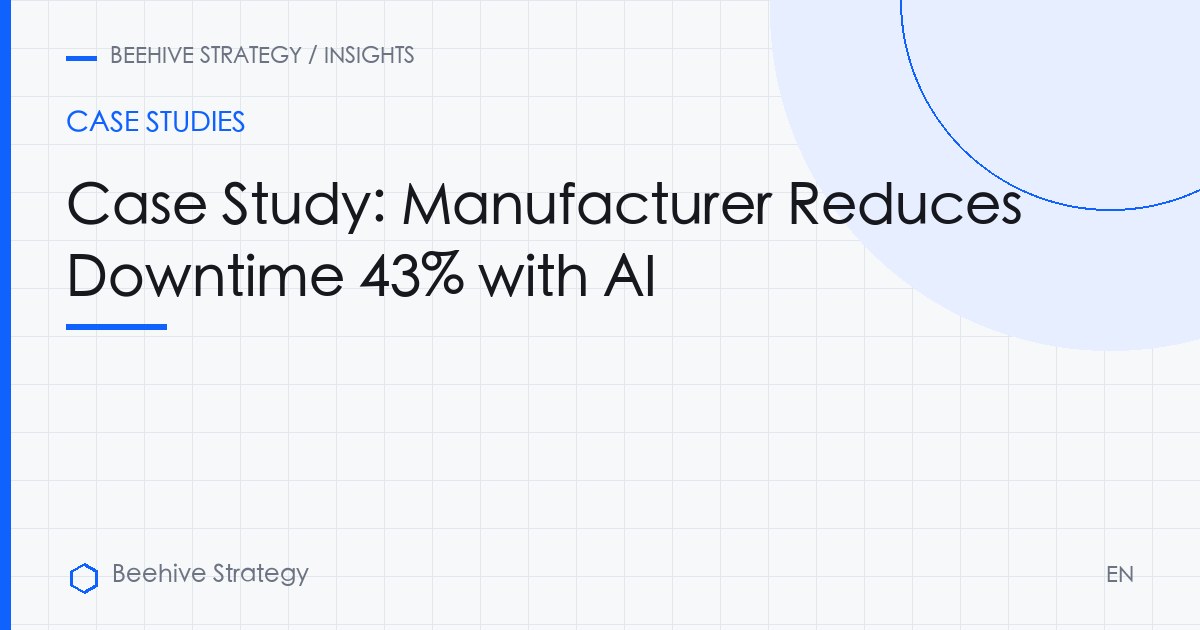 BEEHIVE STRATEGY / INSIGHTS
CASE STUDIES
Case Study: Manufacturer Reduces
Downtime 43% with AI
Beehive Strategy
EN